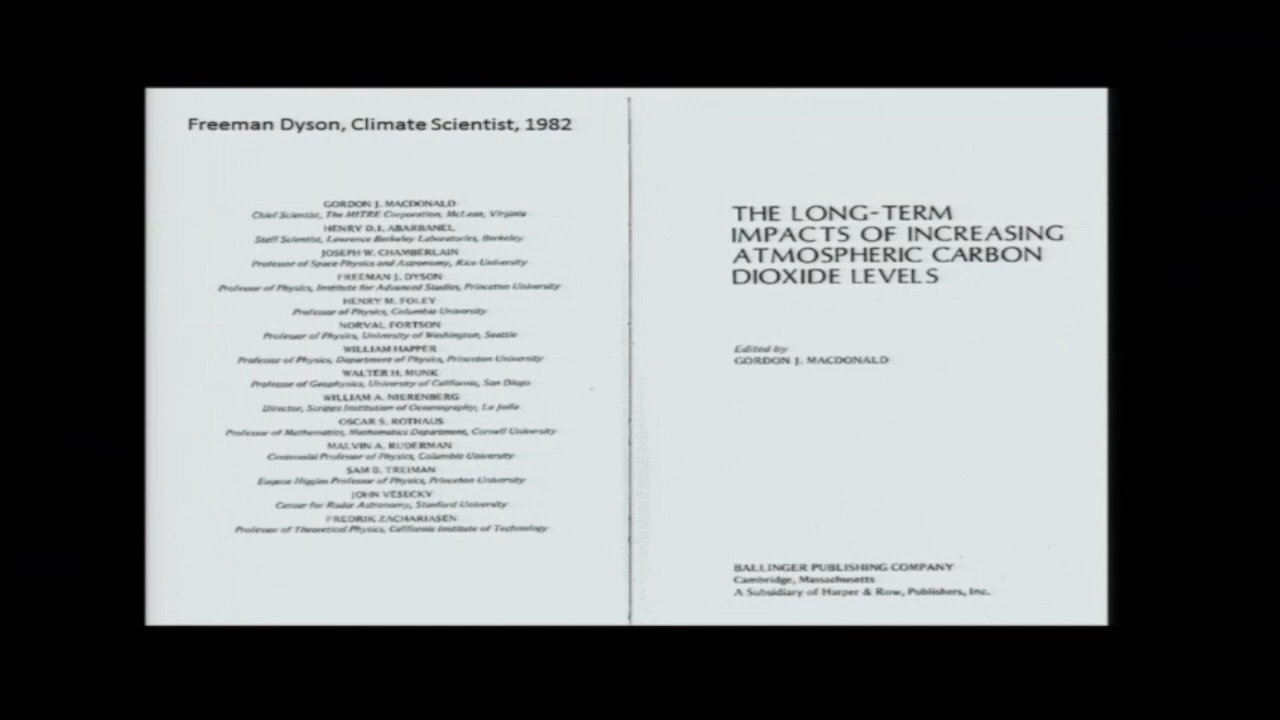 Freeman Dyson, Climate Scientist, 1982
GORDON J. MACDONALD
Chief Scientist, The MITRE Corporation, McLean, Virginia
HENRY D.I. ABARBANEL
Staff Scientist, Lawrence Berkeley Laboratories, Berkeley
JOSEPH W. CHAMBERLAIN
Professor of Space Physics and Astronomy, Rice University
FREEMAN J. DYSON
Professor of Physics, Institute for Advanced Studies, Princeton University
HENRY M. FOLEY
Professor of Physics, Columbia University
NORVAL FORTSON
Professor of Physics, University of Washington, Seattle
WILLIAM HAPPER
Professor of Physics, Department of Physics, Princeton University
WALTER H. MUNK
Professor of Geophysics, University of California, San Diego
WILLIAM A. NIERENBERG
Director, Scripps Institution of Oceanography, La Jolla
OSCAR S. ROTHAUS
Professor of Mathematics, Mathematics Department, Cornell University
MALVIN A. RUDERMAN
Centennial Professor of Physics, Columbia University
SAM B. TREIMAN
Eugene Higgins Professor of Physics, Princeton University
JOHN VESECKY
Center for Radar Astronomy, Stanford University
FREDRIK ZACHARIASEN
Professor of Theoretical Physics, California Institute of Technology
THE LONG-TERM
IMPACTS OF INCREASING
ATMOSPHERIC CARBON
DIOXIDE LEVELS
Edited by
GORDON J. MACDONALD
BALLINGER PUBLISHING COMPANY
Cambridge, Massachusetts
A Subsidiary of Harper & Row, Publishers, Inc.